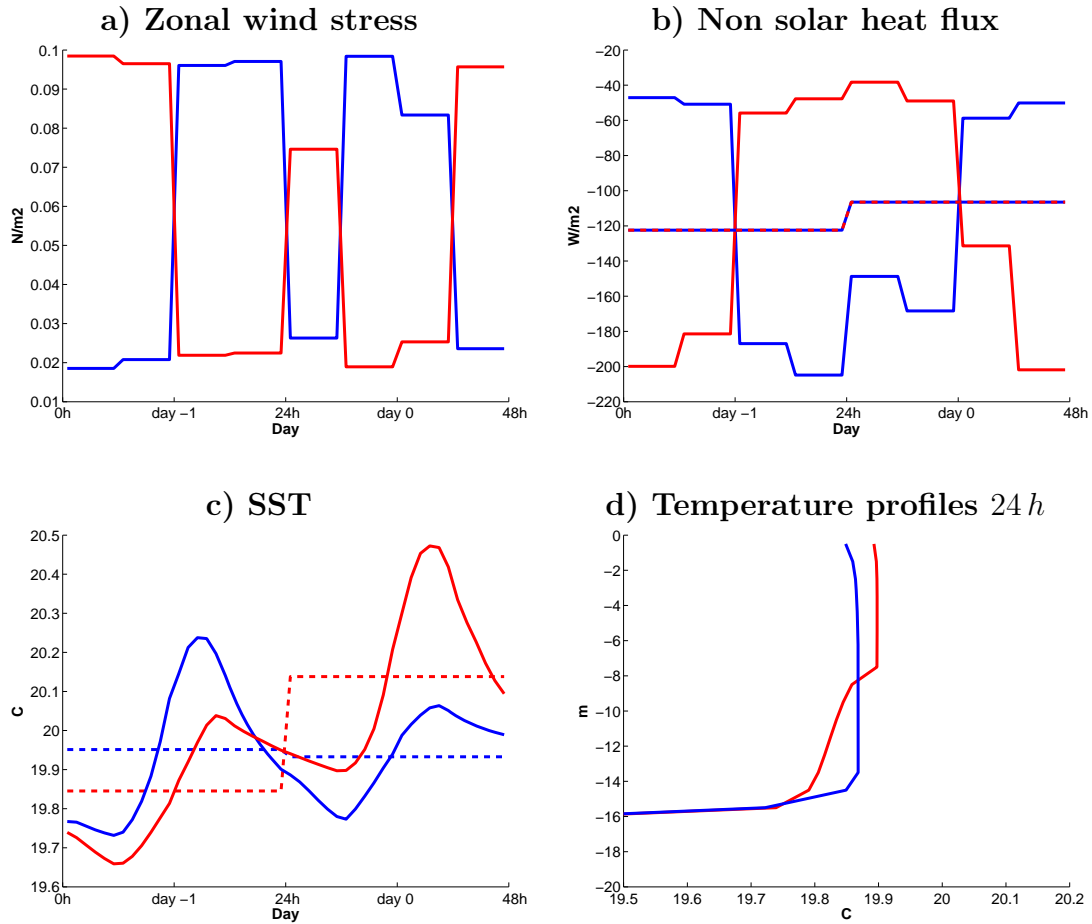 a) Zonal wind stress
0.1
0.09
0.08
0.07
0.06
0.05
0.04
0.03
0.02
0.01
N/m2
0h
day −1
24h
day 0
48h
Day
b) Non solar heat flux
−20
−40
−60
−80
−100
−120
−140
−160
−180
−200
−220
W/m2
0h
day −1
24h
day 0
48h
Day
c) SST
20.5
20.4
20.3
20.2
20.1
20
19.9
19.8
19.7
19.6
C
0h
day −1
24h
day 0
48h
Day
d) Temperature profiles 24 h
0
−2
−4
−6
−8
−10
−12
−14
−16
−18
−20
m
19.5
19.6
19.7
19.8
19.9
20
20.1
20.2
C